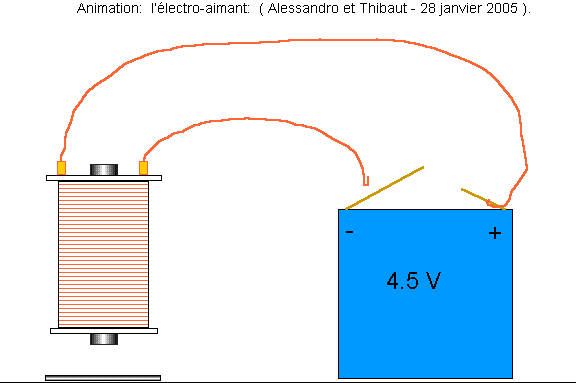 Animation: l'électro-aimant: ( Alessandro et Thibaut - 28 janvier 2005 ).
- +
4.5 V